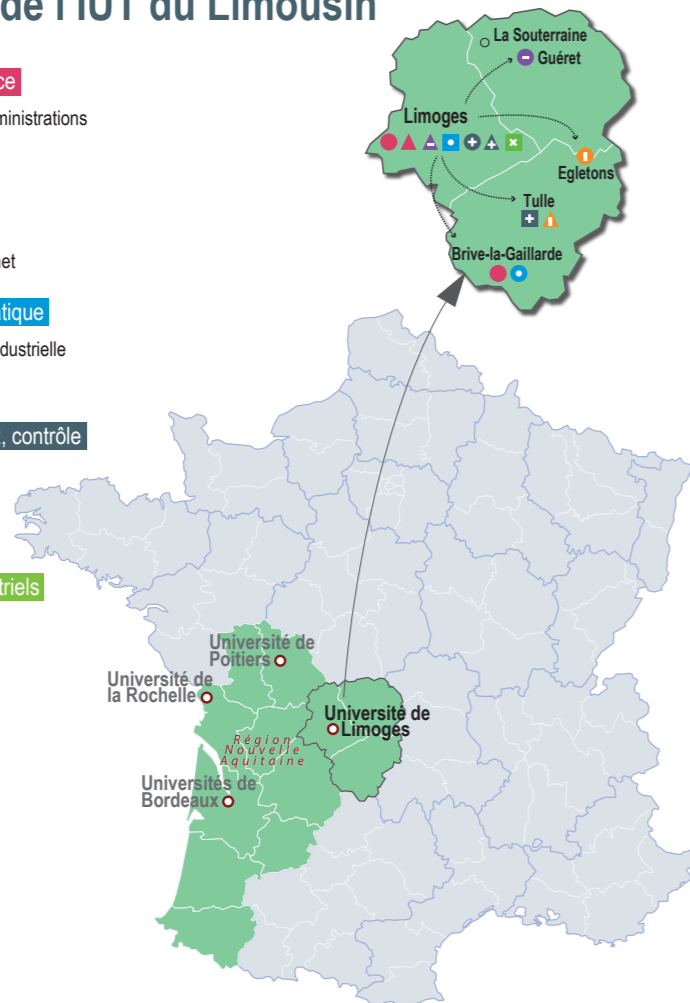 de l'IUT du Limousin
ce
ministrations
net
tique
dustrielle
, contrôle
triels
La Souterraine
Guéret
Limoges
Egletons
Tulle
Brive-la-Gaillarde
Université de
Poitiers
Université de
la Rochelle
Université de
Limoges
Région
Nouvelle
Aquitaine
Universités de
Bordeaux